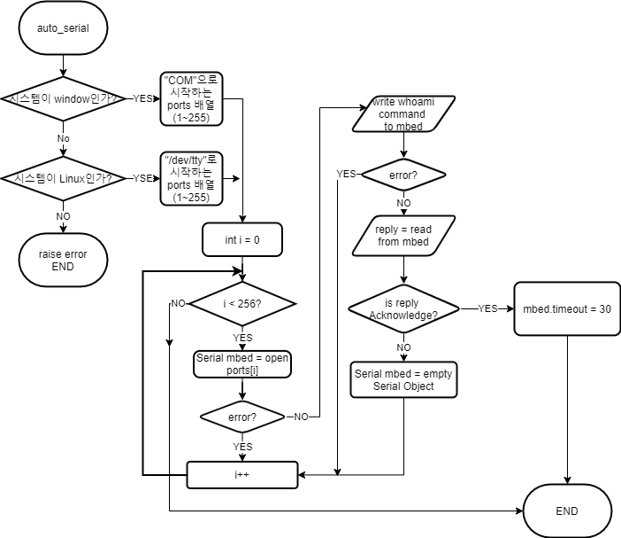 auto_serial
시스템이 window인가?
YES
"COM"으로
시작하는
ports 배열
(1~255)
No
시스템이 Linux인가?
YSE
"/dev/tty"로
시작하는
ports 배열
(1~255)
NO
raise error
END
int i = 0
i < 256?
NO
YES
Serial mbed = open
ports[i]
error?
NO
YES
i++
write whoami
command
to mbed
error?
YES
NO
reply = read
from mbed
is reply
Acknowledge?
YES
NO
mbed.timeout = 30
Serial mbed = empty
Serial Object
END